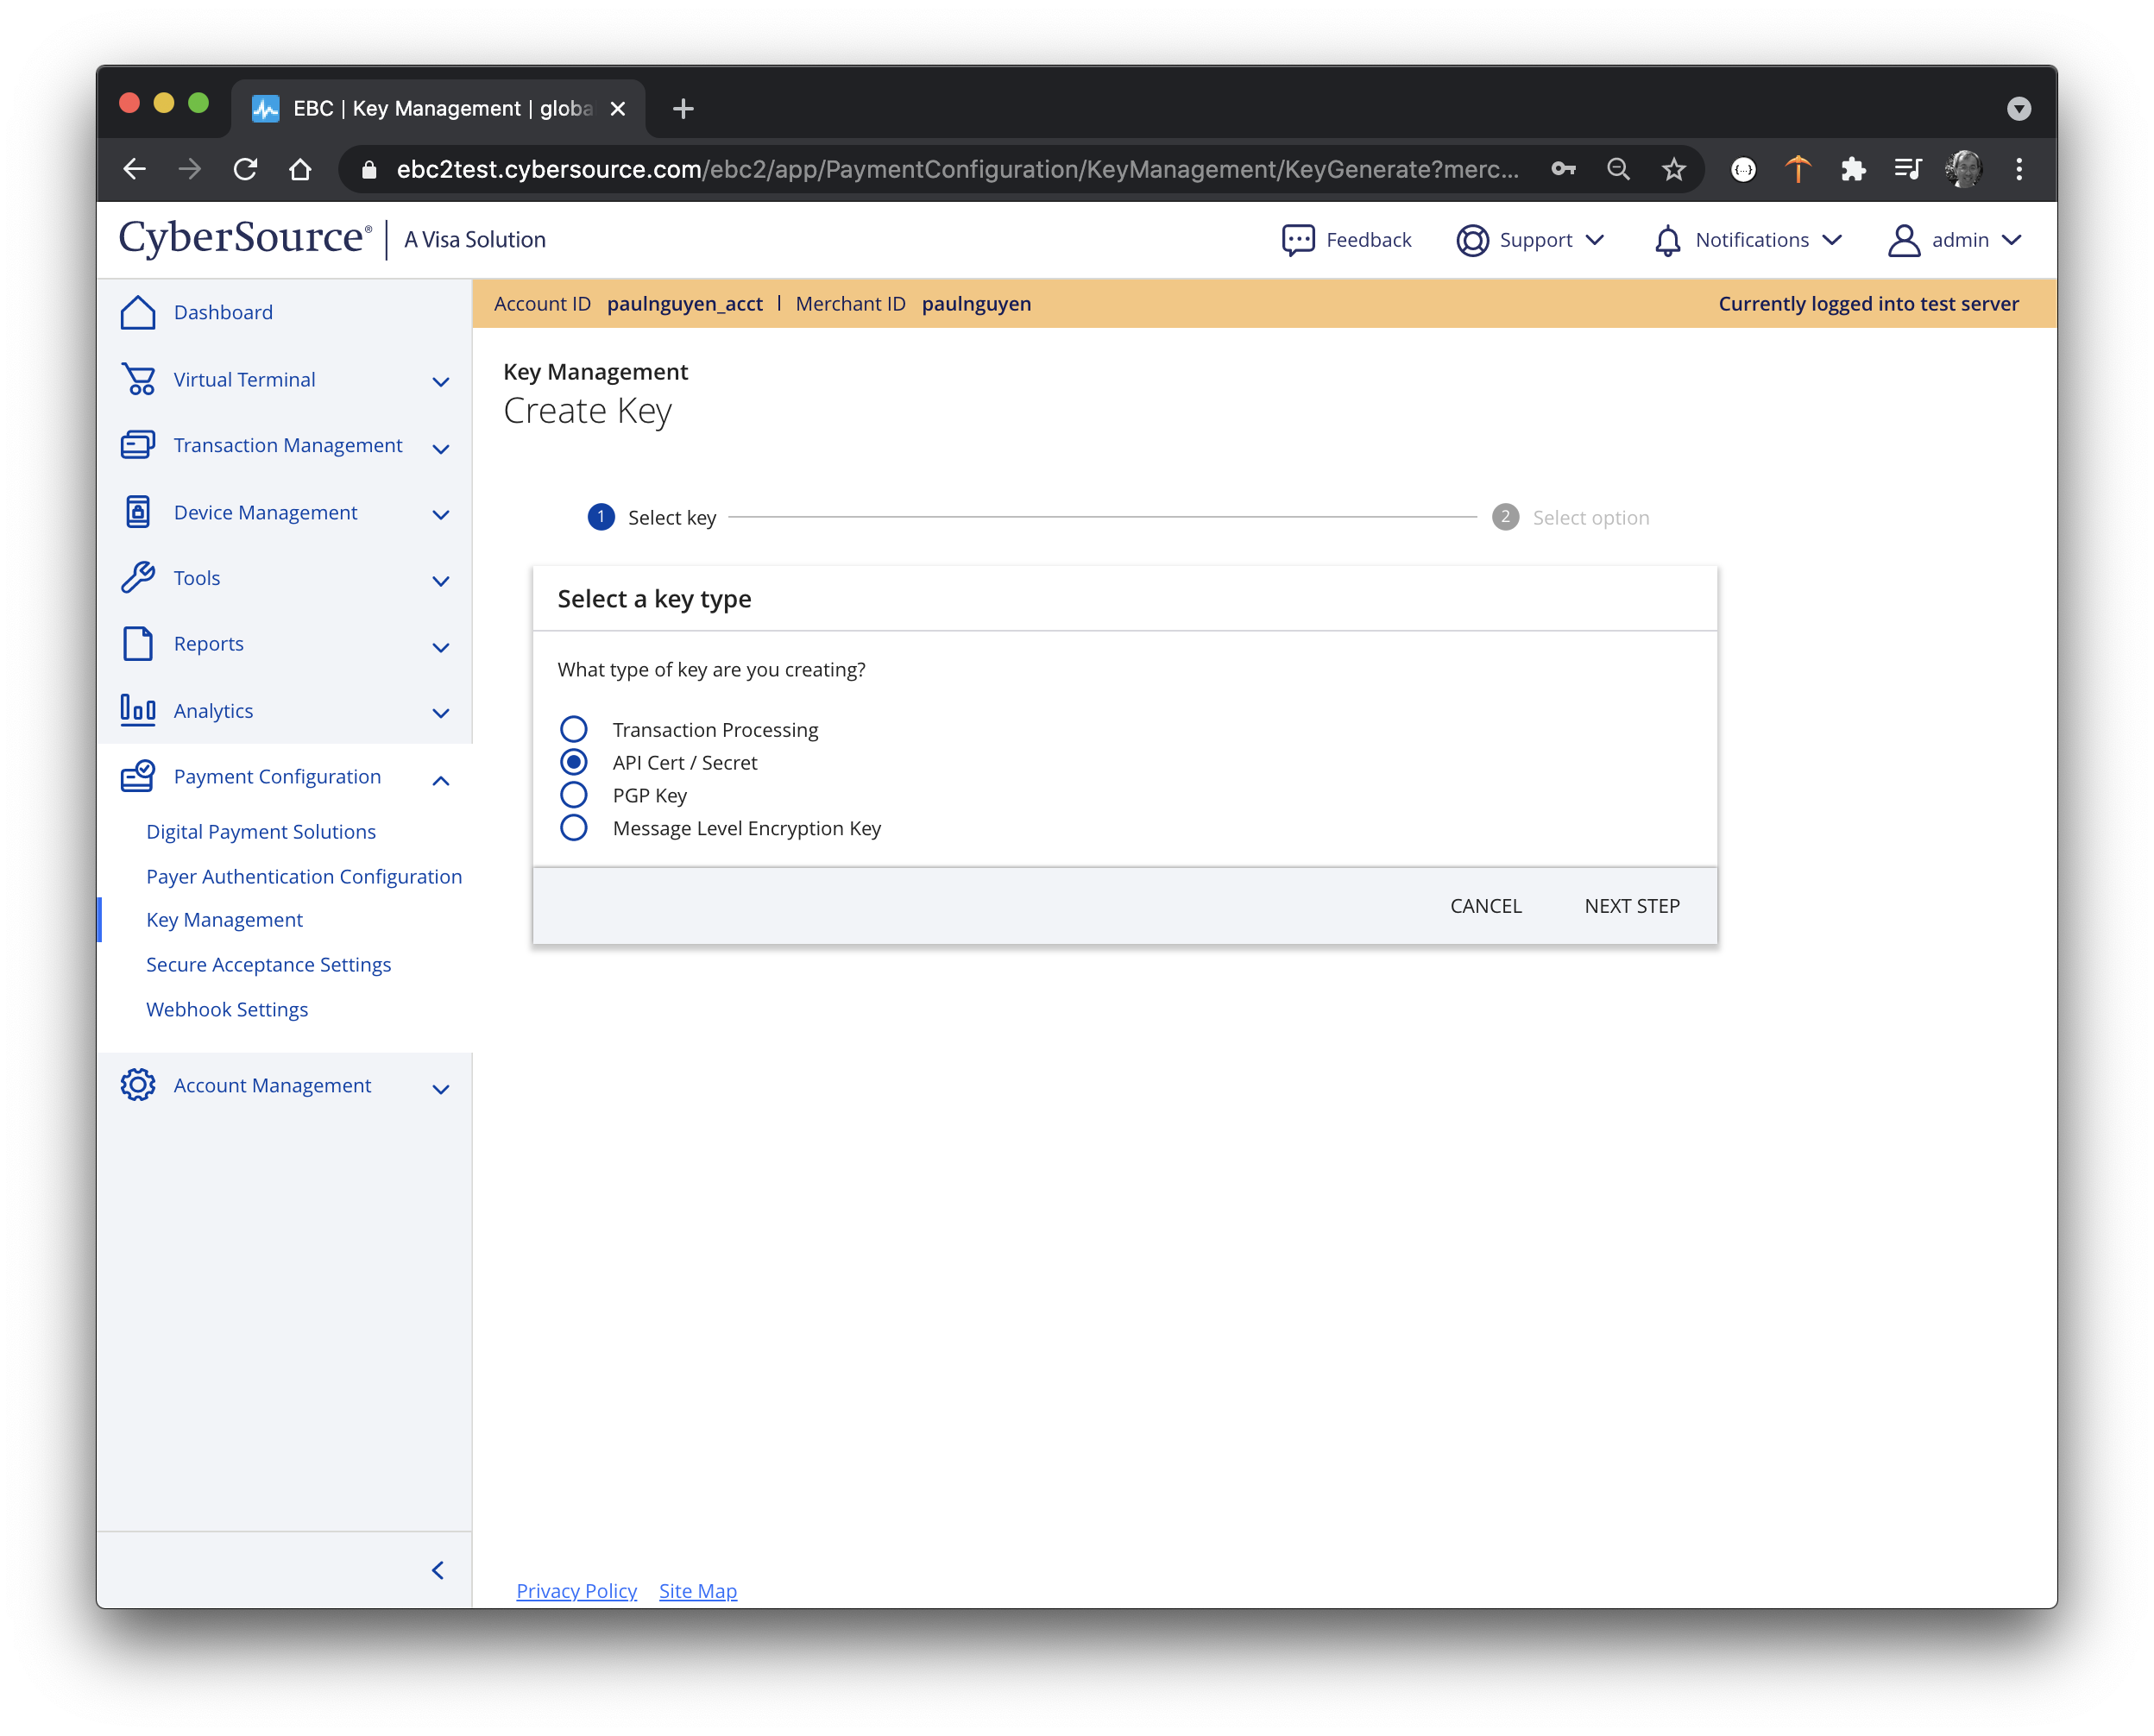 EBC | Key Management | globa
ebc2test.cybersource.com/ebc2/app/PaymentConfiguration/KeyManagement/KeyGenerate?merc...
CyberSource® | A Visa Solution
Feedback
Support
Notifications
admin
Account ID paulnguyen_acct | Merchant ID paulnguyen
Currently logged into test server
Dashboard
Virtual Terminal
Transaction Management
Device Management
Tools
Reports
Analytics
Payment Configuration
Digital Payment Solutions
Payer Authentication Configuration
Key Management
Secure Acceptance Settings
Webhook Settings
Account Management
Key Management
Create Key
1 Select key
2 Select option
Select a key type
What type of key are you creating?
Transaction Processing
API Cert / Secret
PGP Key
Message Level Encryption Key
CANCEL
NEXT STEP
Privacy Policy
Site Map